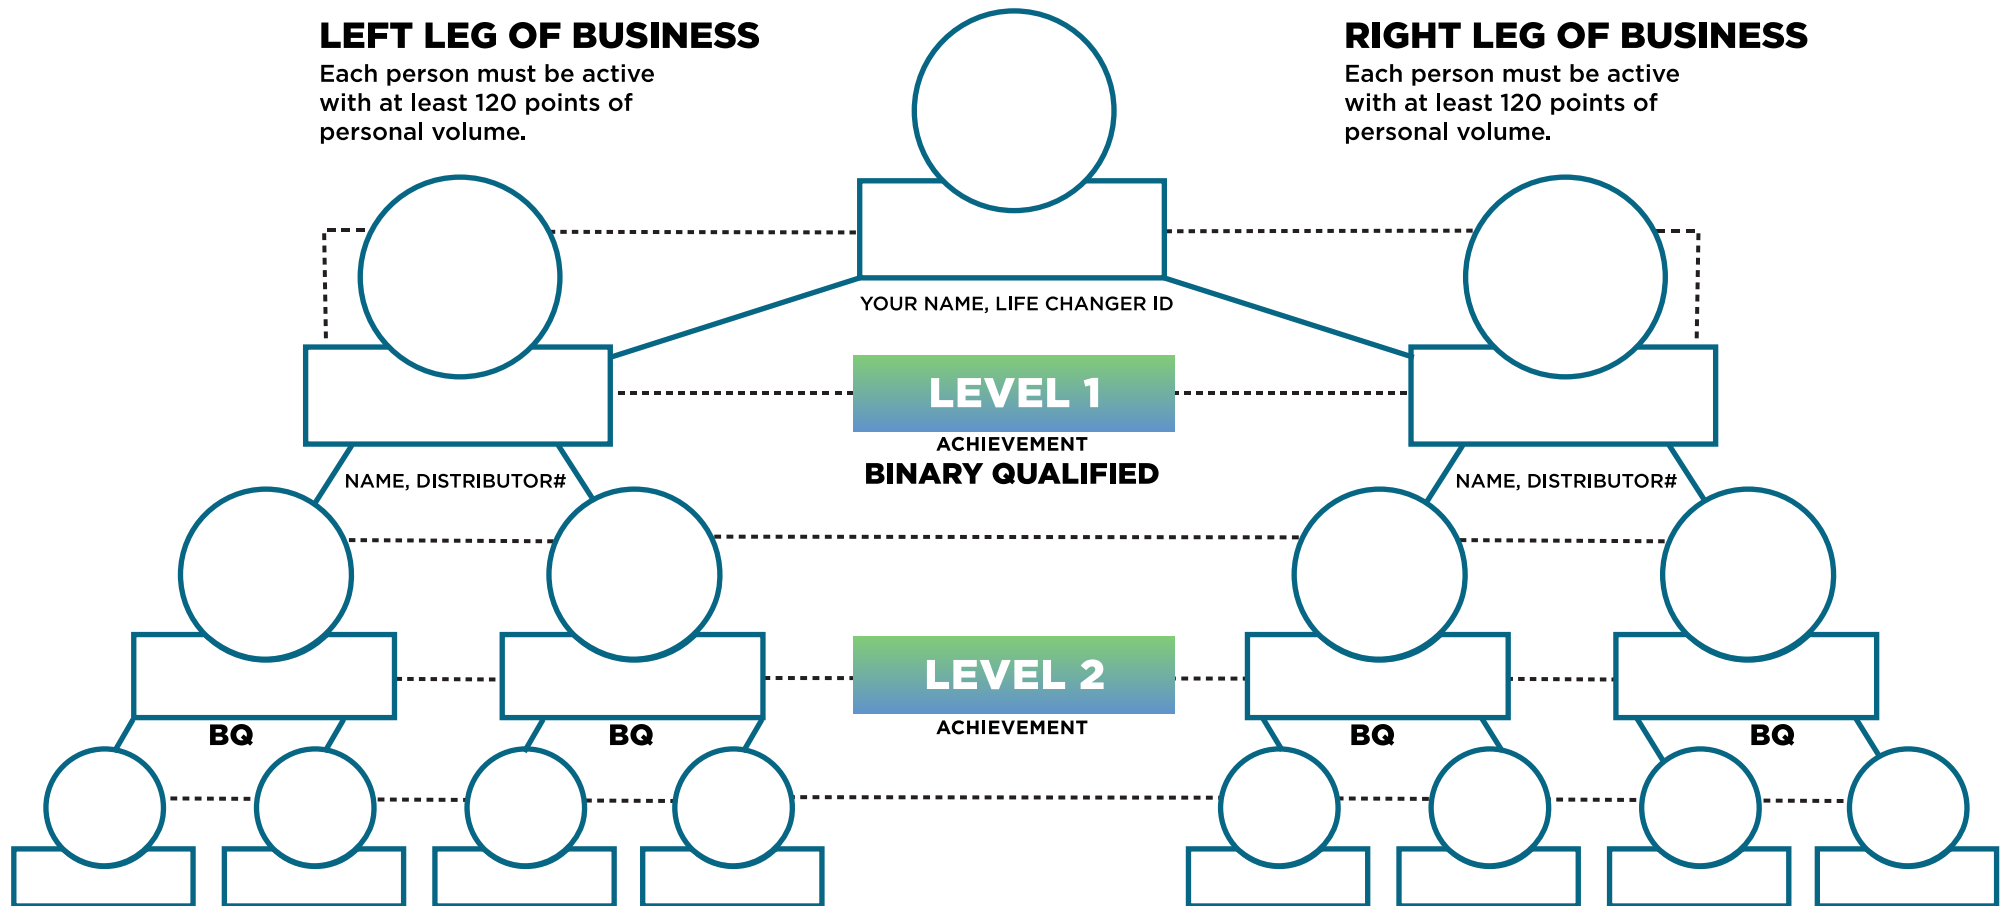 LEFT LEG OF BUSINESS
Each person must be active
with at least 120 points of
personal volume.
RIGHT LEG OF BUSINESS
Each person must be active
with at least 120 points of
personal volume.
YOUR NAME, LIFE CHANGER ID
LEVEL 1
ACHIEVEMENT
BINARY QUALIFIED
NAME, DISTRIBUTOR#
NAME, DISTRIBUTOR#
LEVEL 2
ACHIEVEMENT
BQ
BQ
BQ
BQ